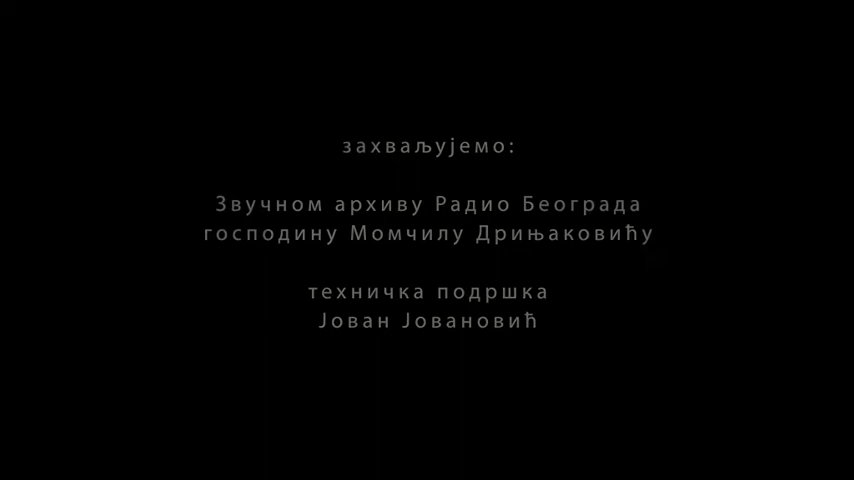 захваљујемо:
Звучном архиву Радио Београда
господину Момчилу Дрињаковићу
техничка подршка
Јован Јовановић